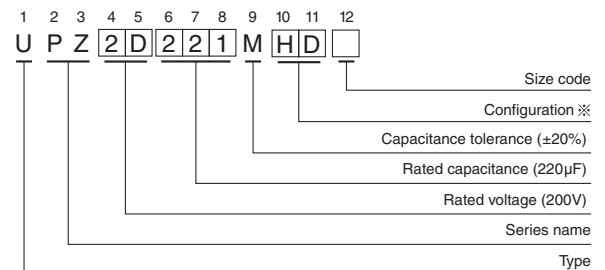 1 2 3 4 5 6 7 8 9 10 11 12
U P Z 2 D 2 2 1 M H D
Size code
Configuration ※
Capacitance tolerance (±20%)
Rated capacitance (220µF)
Rated voltage (200V)
Series name
Type